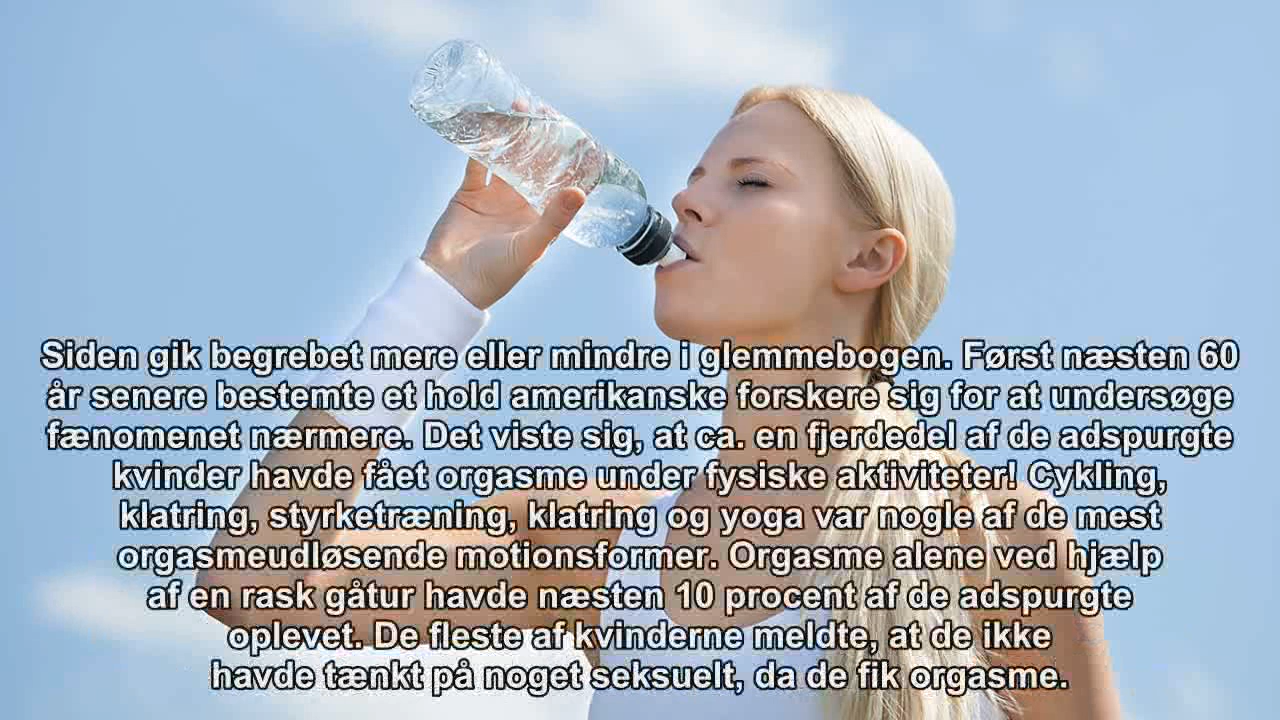 Siden gik begrebet mere eller mindre i glemmebogen. Først næsten 60
år senere bestemte et hold amerikanske forskere sig for at undersøge
fænomenet nærmere. Det viste sig, at ca. en fjerdedel af de adspurgte
kvinder havde fået orgasme under fysiske aktiviteter! Cykling,
klatring, styrketræning, klatring og yoga var nogle af de mest
orgasmeudløsende motionsformer. Orgasme alene ved hjælp
af en rask gåtur havde næsten 10 procent af de adspurgte
oplevet. De fleste af kvinderne meldte, at de ikke
havde tænkt på noget seksuelt, da de fik orgasme.